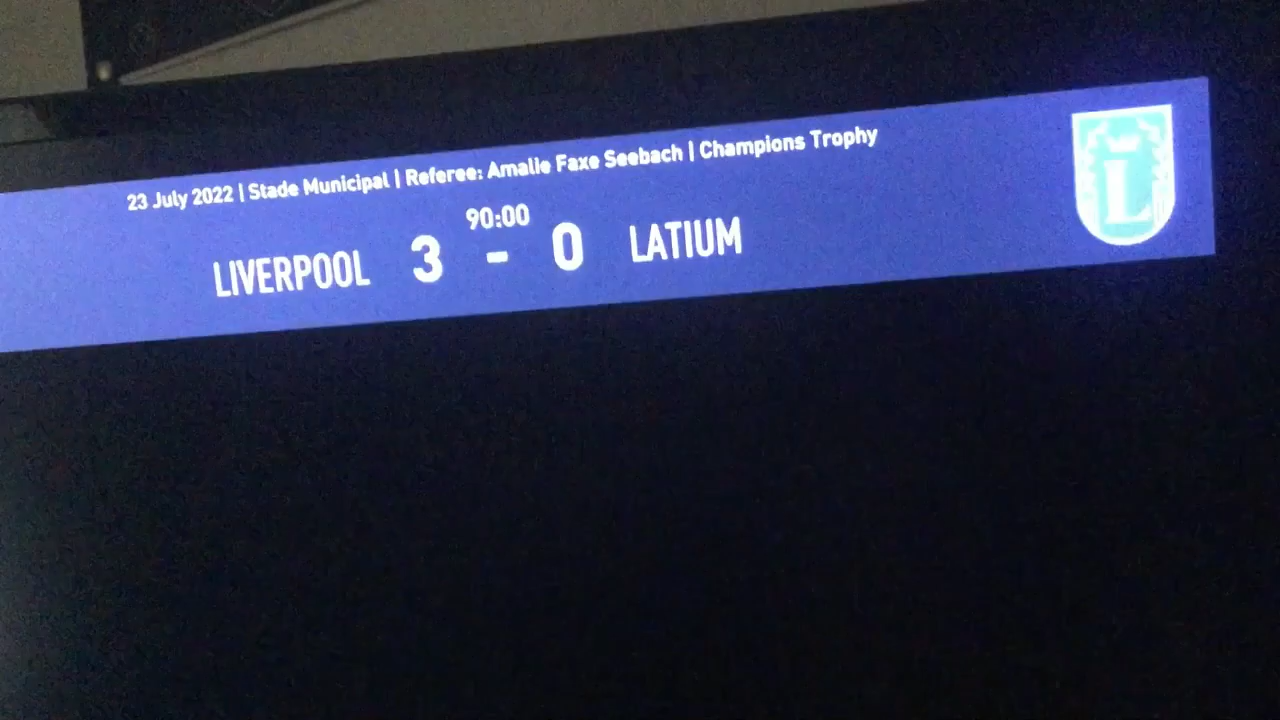 23 July 2022 | Stade Municipal | Referee: Amalie Faxe Seebach | Champions Trophy
90:00
LIVERPOOL 3 - 0 LATIUM
L